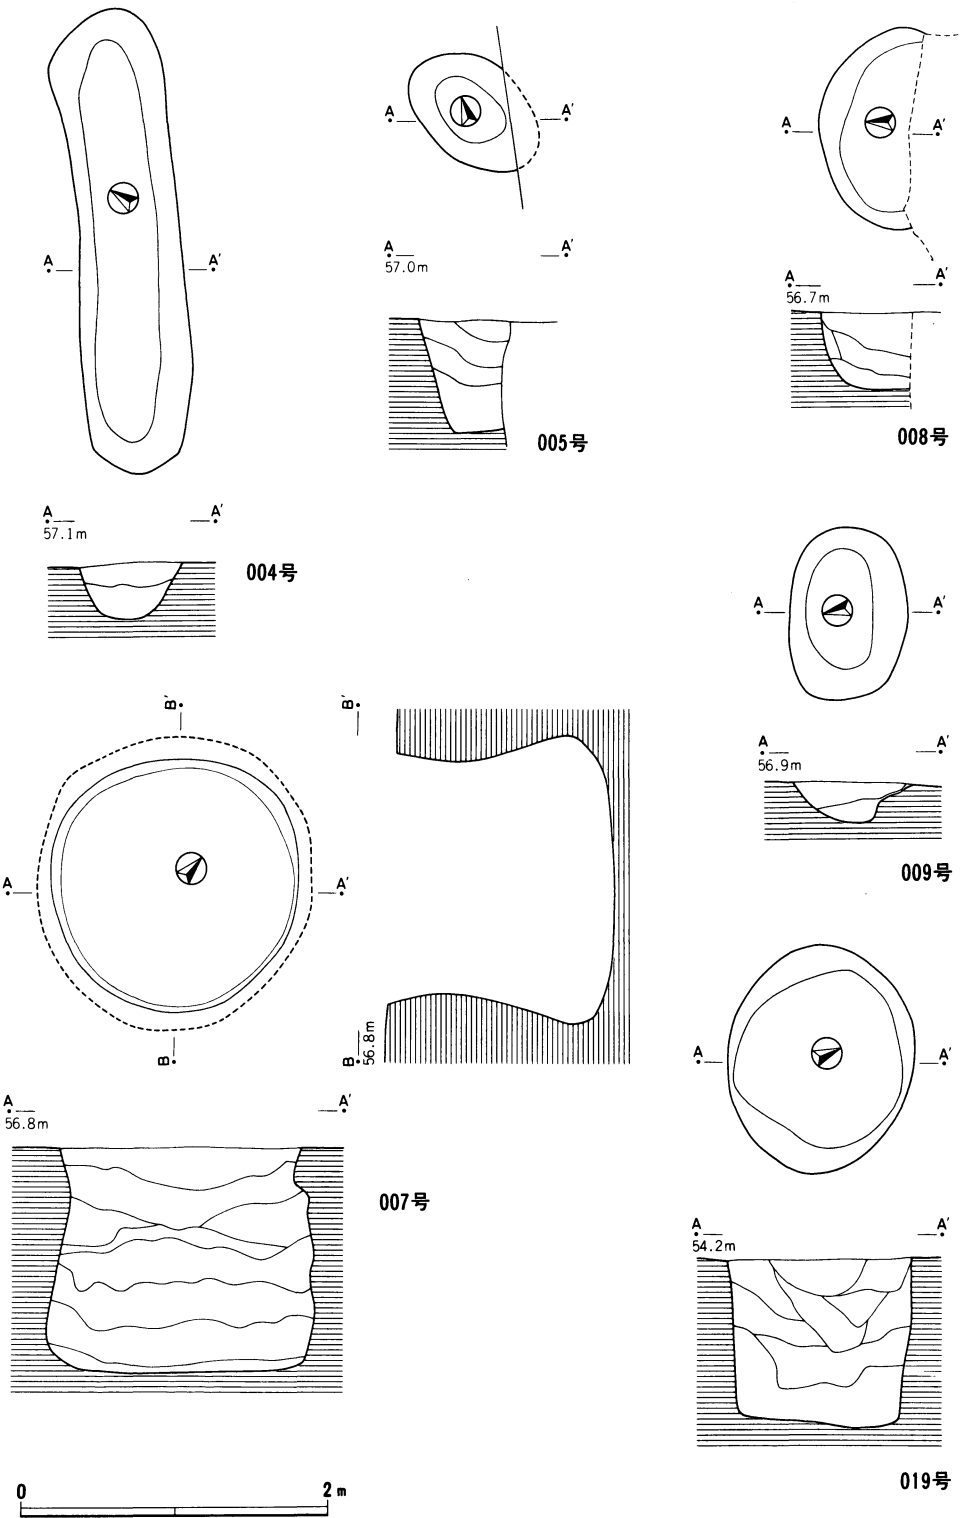 A A'
A A'
57.1m
004号
A A'
A A'
57.0m
005号
A A'
A A'
56.7m
008号
A A'
A A'
56.9m
009号
B'
A A'
B
B'
B
56.8m
A A'
56.8m
007号
A A'
A A'
54.2m
019号
0 2 m